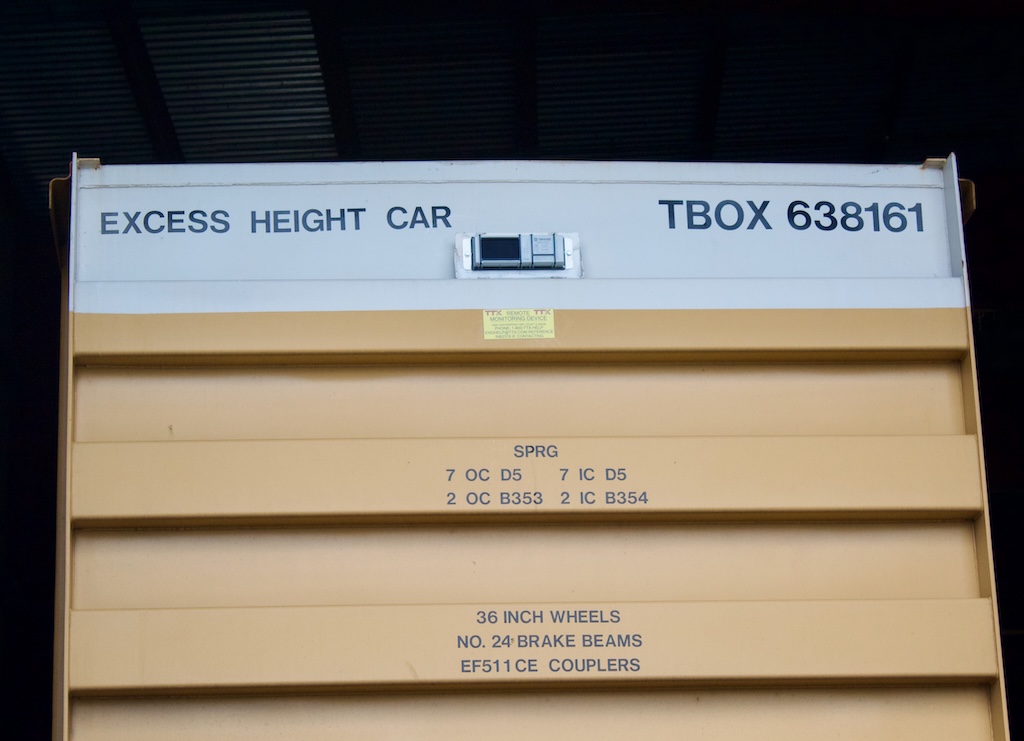 EXCESS HEIGHT CAR
TBOX 638161
TTX REMOTE TTX
MONITORING DEVICE
SPRG
7 OC D5 7 IC D5
2 OC B353 2 IC B354
36 INCH WHEELS
NO. 24 BRAKE BEAMS
EF511CE COUPLERS